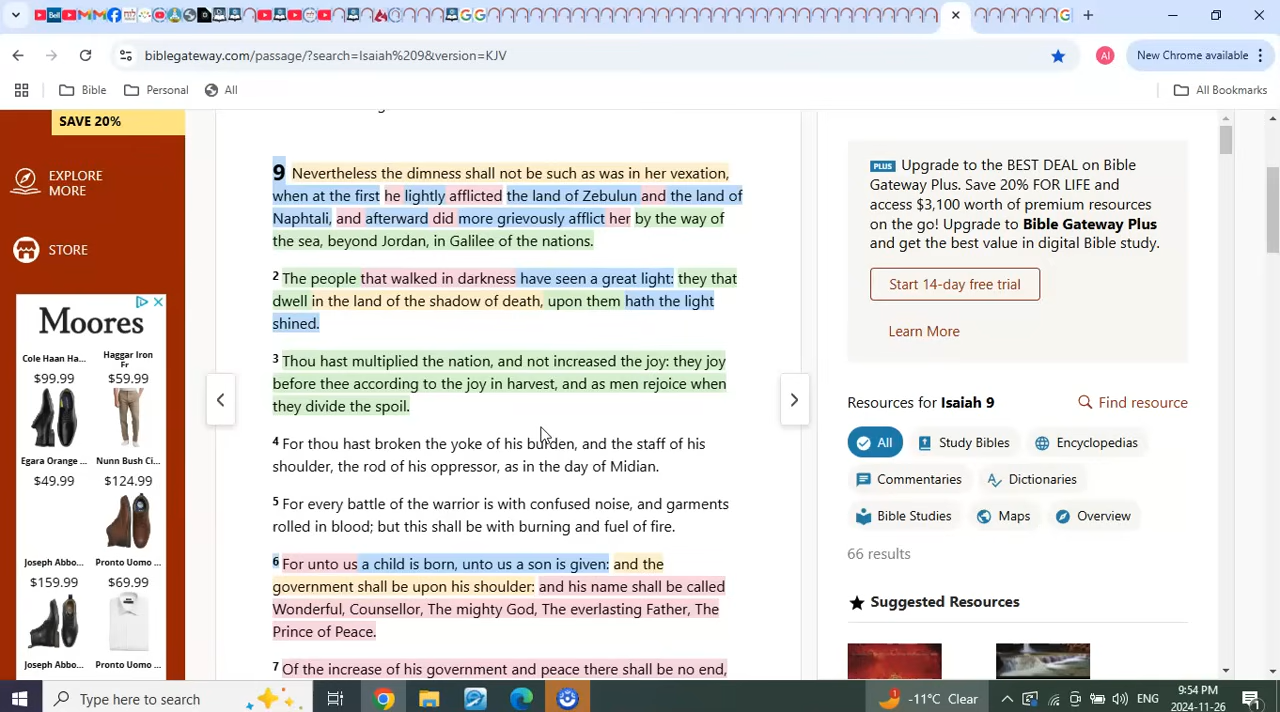 biblegateway.com/passage/?search=Isaiah%209&version=KJV
Al
New Chrome available
Bible
Personal
All
All Bookmarks
SAVE 20%
EXPLORE
MORE
STORE
Moores
Cole Haan Ha...
Haggar Iron
Fr
$99.99
$59.99
Egara Orange ...
Nunn Bush Ci...
$49.99
$124.99
Joseph Abbo...
Pronto Uomo ...
$159.99
$69.99
Joseph Abbo...
Pronto Uomo ...
9 Nevertheless the dimness shall not be such as was in her vexation,
when at the first he lightly afflicted the land of Zebulun and the land of
Naphtali, and afterward did more grievously afflict her by the way of
the sea, beyond Jordan, in Galilee of the nations.
2 The people that walked in darkness have seen a great light: they that
dwell in the land of the shadow of death, upon them hath the light
shined.
3 Thou hast multiplied the nation, and not increased the joy: they joy
before thee according to the joy in harvest, and as men rejoice when
they divide the spoil.
4 For thou hast broken the yoke of his burden, and the staff of his
shoulder, the rod of his oppressor, as in the day of Midian.
5 For every battle of the warrior is with confused noise, and garments
rolled in blood; but this shall be with burning and fuel of fire.
6 For unto us a child is born, unto us a son is given: and the
government shall be upon his shoulder: and his name shall be called
Wonderful, Counsellor, The mighty God, The everlasting Father, The
Prince of Peace.
7 Of the increase of his government and peace there shall be no end,
PLUS Upgrade to the BEST DEAL on Bible
Gateway Plus. Save 20% FOR LIFE and
access $3,100 worth of premium resources
on the go! Upgrade to Bible Gateway Plus
and get the best value in digital Bible study.
Start 14-day free trial
Learn More
Resources for Isaiah 9
Find resource
All
Study Bibles
Encyclopedias
Commentaries
Dictionaries
Bible Studies
Maps
Overview
66 results
Suggested Resources
Type here to search
-11°C Clear
ENG
9:54 PM
2024-11-26
1